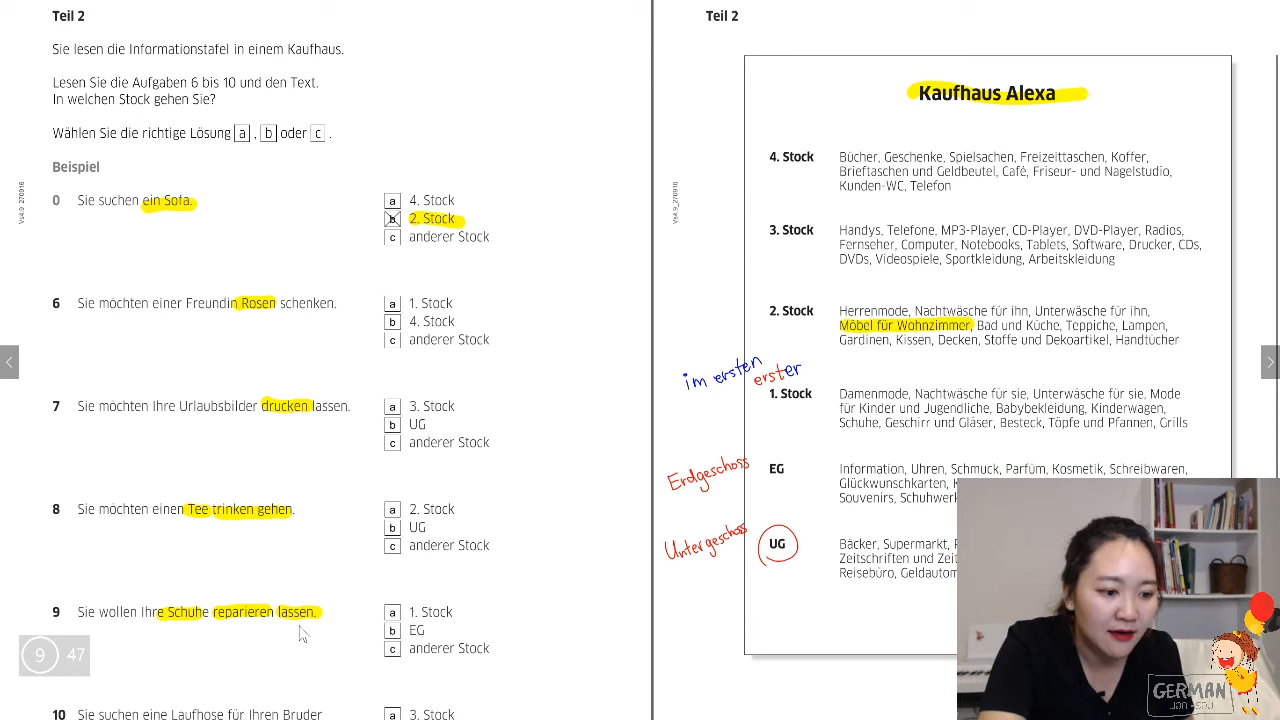 Teil 2
Sie lesen die Informationstafel in einem Kaufhaus.
Lesen Sie die Aufgaben 6 bis 10 und den Text.
In welchen Stock gehen Sie?
Wählen Sie die richtige Lösung a , b oder c .
Beispiel
0 Sie suchen ein Sofa.
a 4. Stock
b 2. Stock
c anderer Stock
6 Sie möchten einer Freundin Rosen schenken.
a 1. Stock
b 4. Stock
c anderer Stock
7 Sie möchten Ihre Urlaubsbilder drucken lassen.
a 3. Stock
b UG
c anderer Stock
8 Sie möchten einen Tee trinken gehen.
a 2. Stock
b UG
c anderer Stock
9 Sie wollen Ihre Schuhe reparieren lassen.
a 1. Stock
b EG
c anderer Stock
10 Sie suchen eine Laufhose für Ihren Bruder
a 3. Stock
Vs4.9_270916
9 47
Teil 2
Kaufhaus Alexa
4. Stock Bücher, Geschenke, Spielsachen, Freizeittaschen, Koffer,
Brieftaschen und Geldbeutel, Café, Friseur- und Nagelstudio,
Kunden-WC, Telefon
3. Stock Handys, Telefone, MP3-Player, CD-Player, DVD-Player, Radios,
Fernseher, Computer, Notebooks, Tablets, Software, Drucker, CDs,
DVDs, Videospiele, Sportkleidung, Arbeitskleidung
2. Stock Herrenmode, Nachtwäsche für ihn, Unterwäsche für ihn,
Möbel für Wohnzimmer, Bad und Küche, Teppiche, Lampen,
Gardinen, Kissen, Decken, Stoffe und Dekoartikel, Handtücher
im ersten
erster
1. Stock Damenmode, Nachtwäsche für sie, Unterwäsche für sie, Mode
für Kinder und Jugendliche, Babybekleidung, Kinderwagen,
Schuhe, Geschirr und Gläser, Besteck, Töpfe und Pfannen, Grills
Erdgeschoss
EG Information, Uhren, Schmuck, Parfüm, Kosmetik, Schreibwaren,
Glückwunschkarten,
Souvenirs,
Untergeschoss
UG Bäcker, Supermarkt,
Zeitschriften und
Reisebüro,
Vs4.9_270916
GERMAN